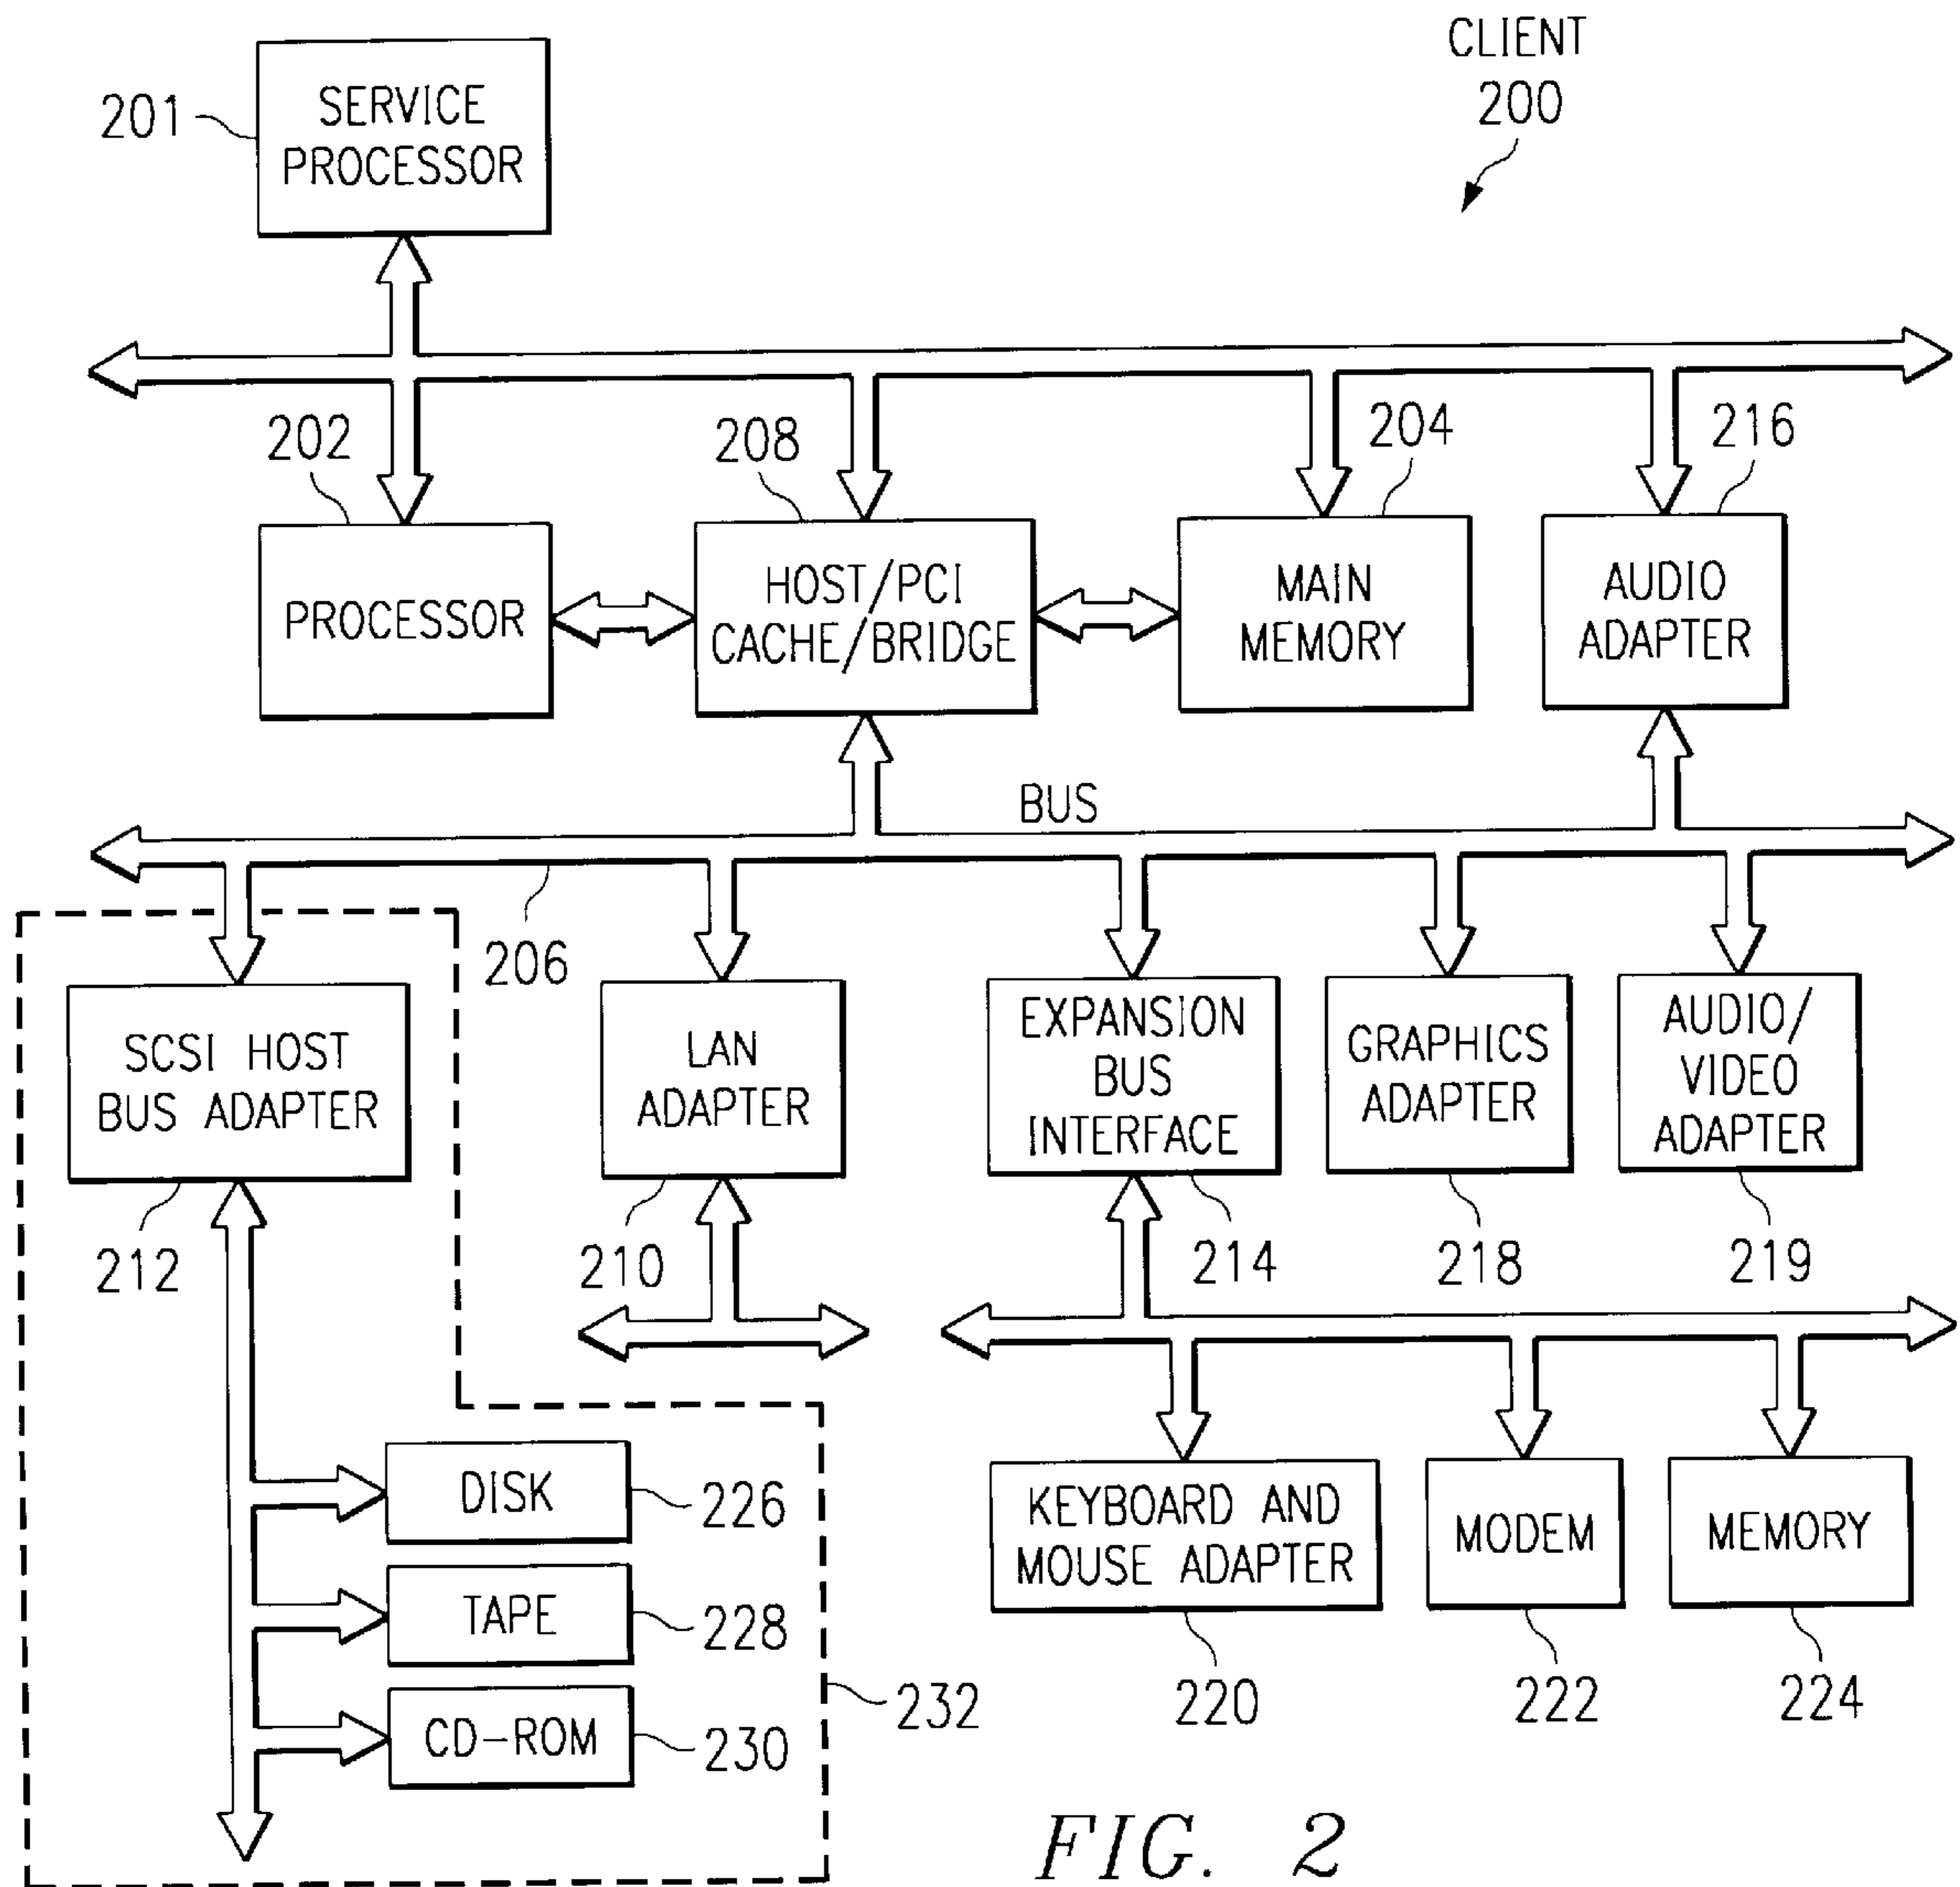 CLIENT
200
201
SERVICE
PROCESSOR
202
208
204
216
PROCESSOR
HOST/PCI
CACHE/BRIDGE
MAIN
MEMORY
AUDIO
ADAPTER
BUS
206
SCSI HOST
BUS ADAPTER
LAN
ADAPTER
EXPANSION
BUS
INTERFACE
GRAPHICS
ADAPTER
AUDIO/
VIDEO
ADAPTER
212
210
214
218
219
DISK
226
TAPE
228
CD-ROM
230
232
KEYBOARD AND
MOUSE ADAPTER
MODEM
MEMORY
220
222
224
FIG. 2